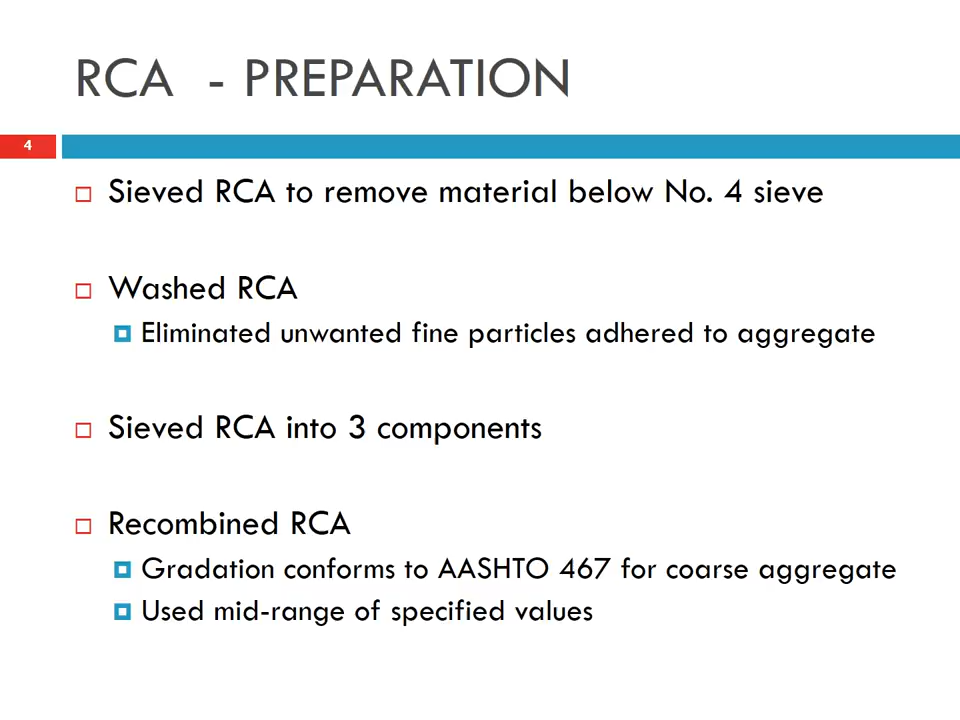 RCA - PREPARATION
4
Sieved RCA to remove material below No. 4 sieve
Washed RCA
Eliminated unwanted fine particles adhered to aggregate
Sieved RCA into 3 components
Recombined RCA
Gradation conforms to AASHTO 467 for coarse aggregate
Used mid-range of specified values